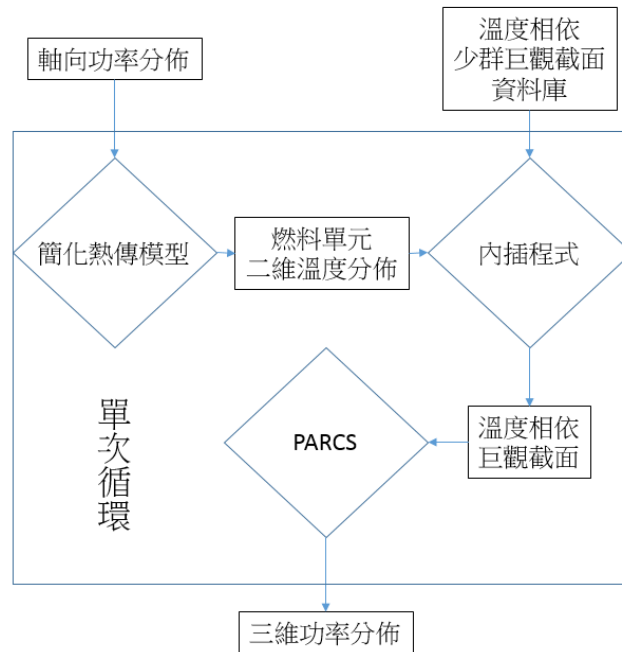 軸向功率分佈
溫度相依
少群巨觀截面
資料庫
簡化熱傳模型
燃料單元
二維溫度分佈
內插程式
單次循環
PARCS
溫度相依
巨觀截面
三維功率分佈